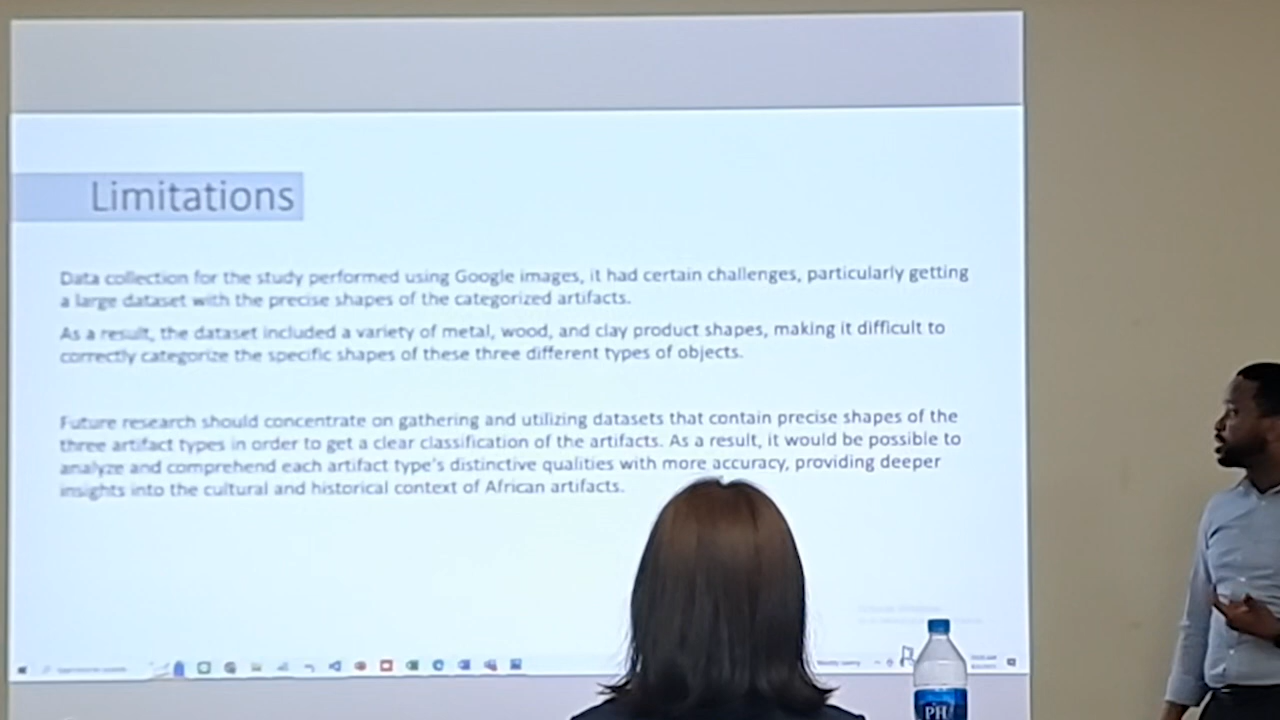 Limitations
Data collection for the study performed using Google images, it had certain challenges, particularly getting
a large dataset with the precise shapes of the categorized artifacts.
As a result, the dataset included a variety of metal, wood, and clay product shapes, making it difficult to
correctly categorize the specific shapes of these three different types of objects.
Future research should concentrate on gathering and utilizing datasets that contain precise shapes of the
three artifact types in order to get a clear classification of the artifacts. As a result, it would be possible to
analyze and comprehend each artifact type's distinctive qualities with more accuracy, providing deeper
insights into the cultural and historical context of African artifacts.
PH